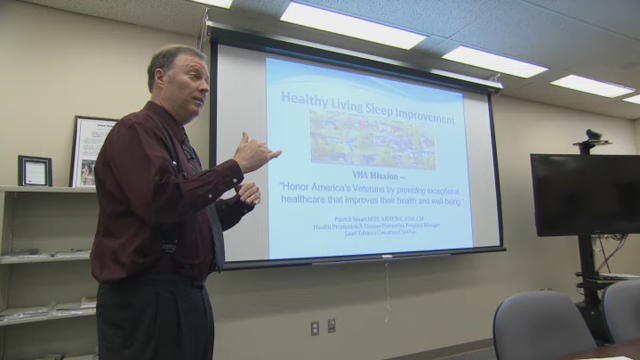 Healthy Living Sleep Improvement
VHA Mission –
"Honor America's Veterans by providing exceptional
healthcare that improves their health and well-being."
Health Promotion & Disease Prevention Program Manager